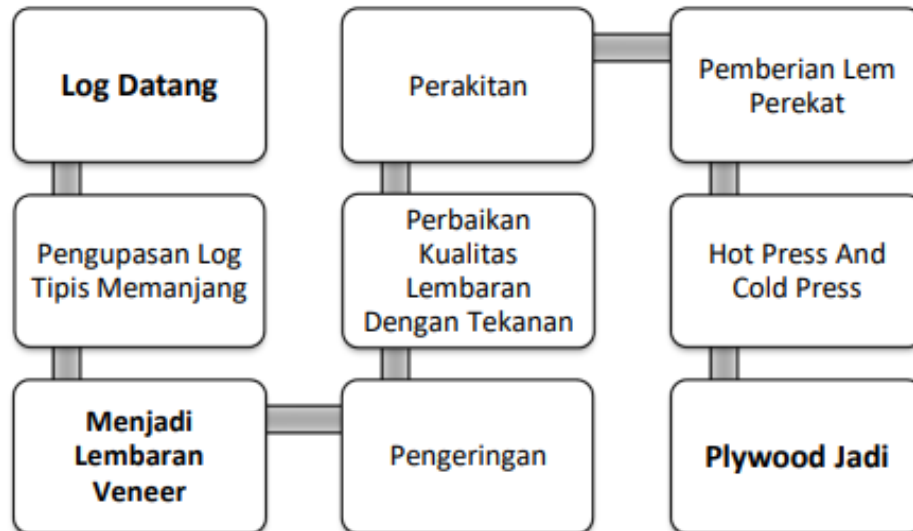 Log Datang
Pengupasan Log
Tipis Memanjang
Menjadi
Lembaran
Veneer
Pengeringan
Perbaikan
Kualitas
Lembaran
Dengan Tekanan
Perakitan
Pemberian Lem
Perekat
Hot Press And
Cold Press
Plywood Jadi